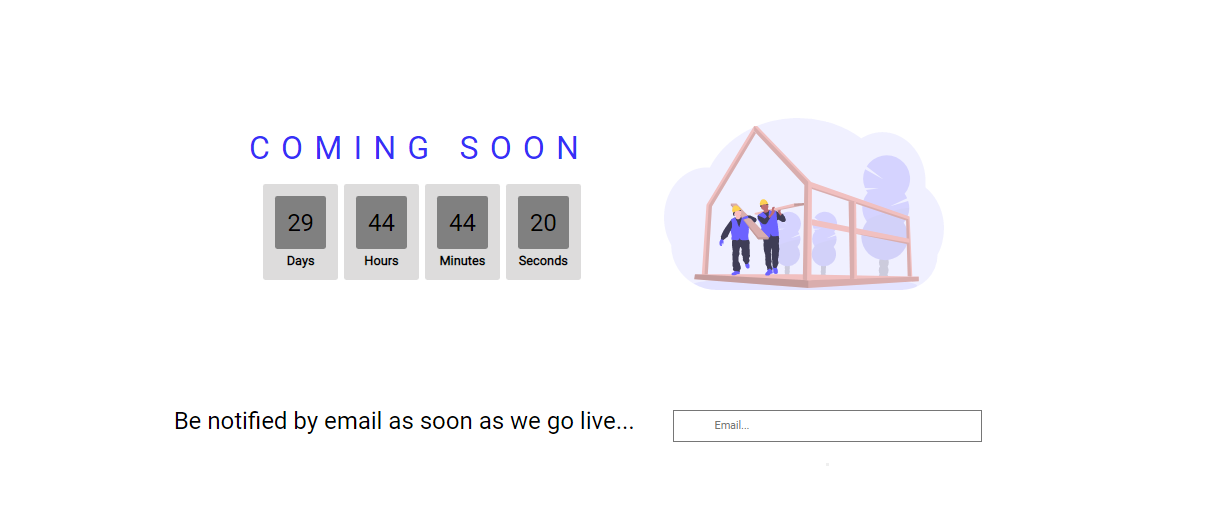 COMING SOON
29 44 44 20
Days Hours Minutes Seconds
Be notified by email as soon as we go live...
Email...